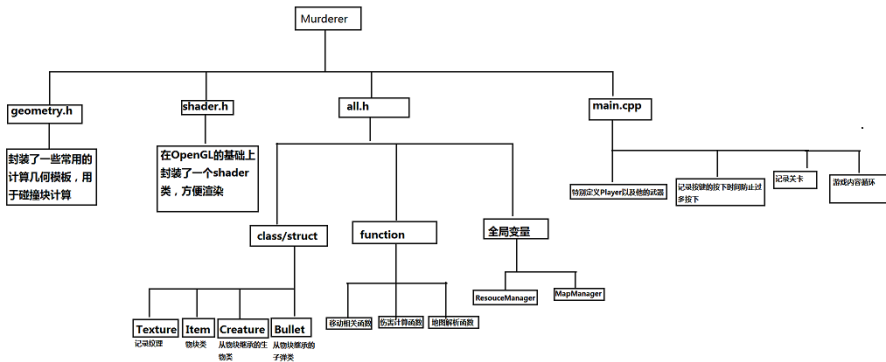 Murderer
geometry.h
shader.h
all.h
main.cpp
封装了一些常用的
计算几何模板，用
于碰撞块计算
在OpenGL的基础上
封装了一个shader
类，方便渲染
特别定义Player以及他的武器
记录按键的按下时间防止过
多按下
记录关卡
游戏内容循环
class/struct
function
全局变量
Texture
记录纹理
Item
物块类
Creature
从物块继承的生
物类
Bullet
从物块继承的
子弹类
移动相关函数
伤害计算函数
地图解析函数
ResouceManager
MapManager